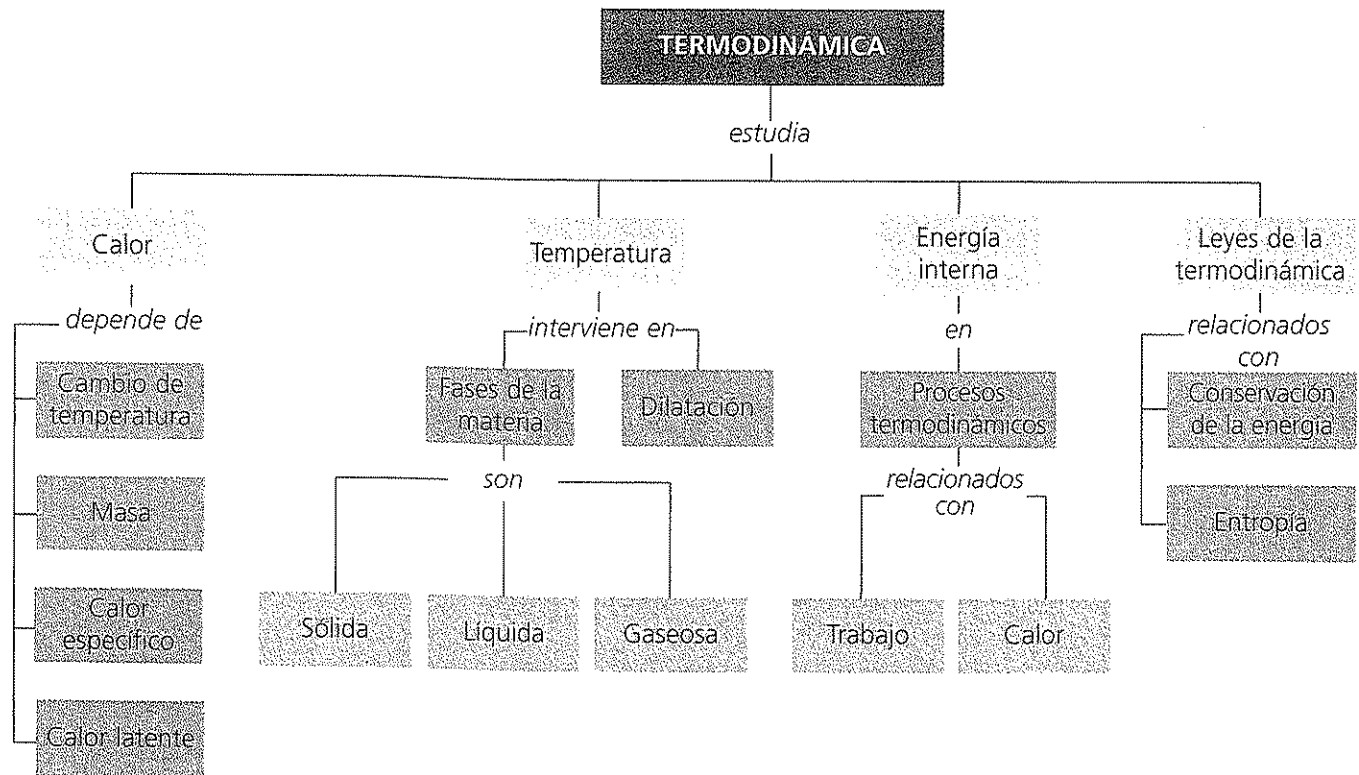 TERMODINÁMICA
estudia
Calor
Temperatura
Energía
interna
Leyes de la
termodinámica
depende de
interviene en
en
relacionados
con
Cambio de
temperatura
Fases de la
materia
Dilatación
Procesos
termodinámicos
Conservación
de la energía
Masa
son
relacionados
con
Entropía
Calor
específico
Sólida
Líquida
Gaseosa
Trabajo
Calor
Calor latente